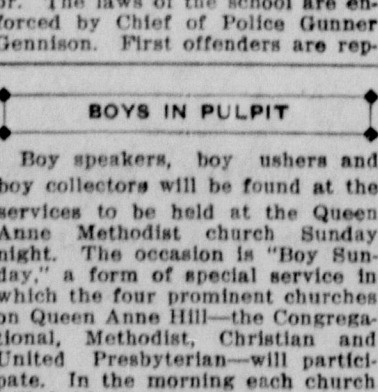 or. The laws of the school are en-
forced by Chief of Police Gunner
Gennison. First offenders are rep-
BOYS IN PULPIT
Boy speakers, boy ushers and
boy collectors will be found at the
services to be held at the Queen
Anne Methodist church Sunday
night. The occasion is "Boy Sun-
day," a form of special service in
which the four prominent churches
on Queen Anne Hill—the Congrega-
tional, Methodist, Christian and
United Presbyterian—will partici-
pate. In the morning each church